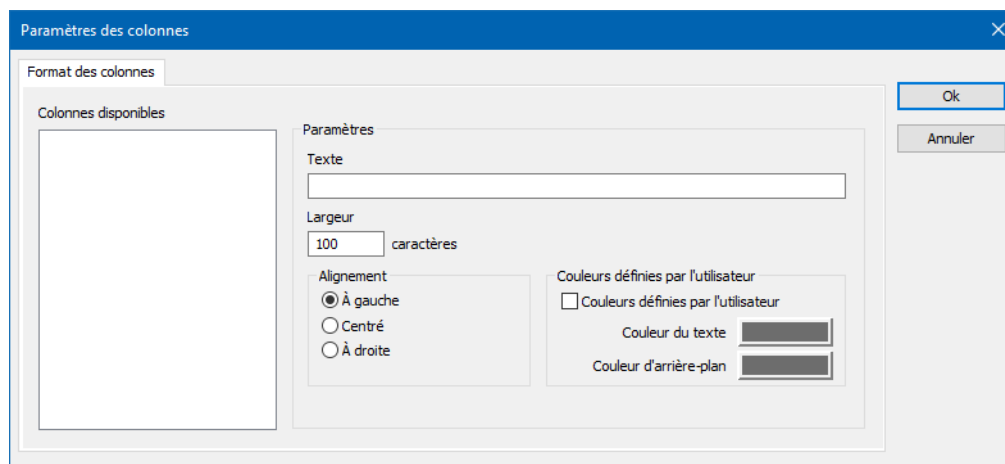 Paramètres des colonnes
Format des colonnes
Ok
Colonnes disponibles
Paramètres
Annuler
Texte
Largeur
100 caractères
Alignement
Couleurs définies par l'utilisateur
À gauche
Couleurs définies par l'utilisateur
Centré
Couleur du texte
À droite
Couleur d'arrière-plan